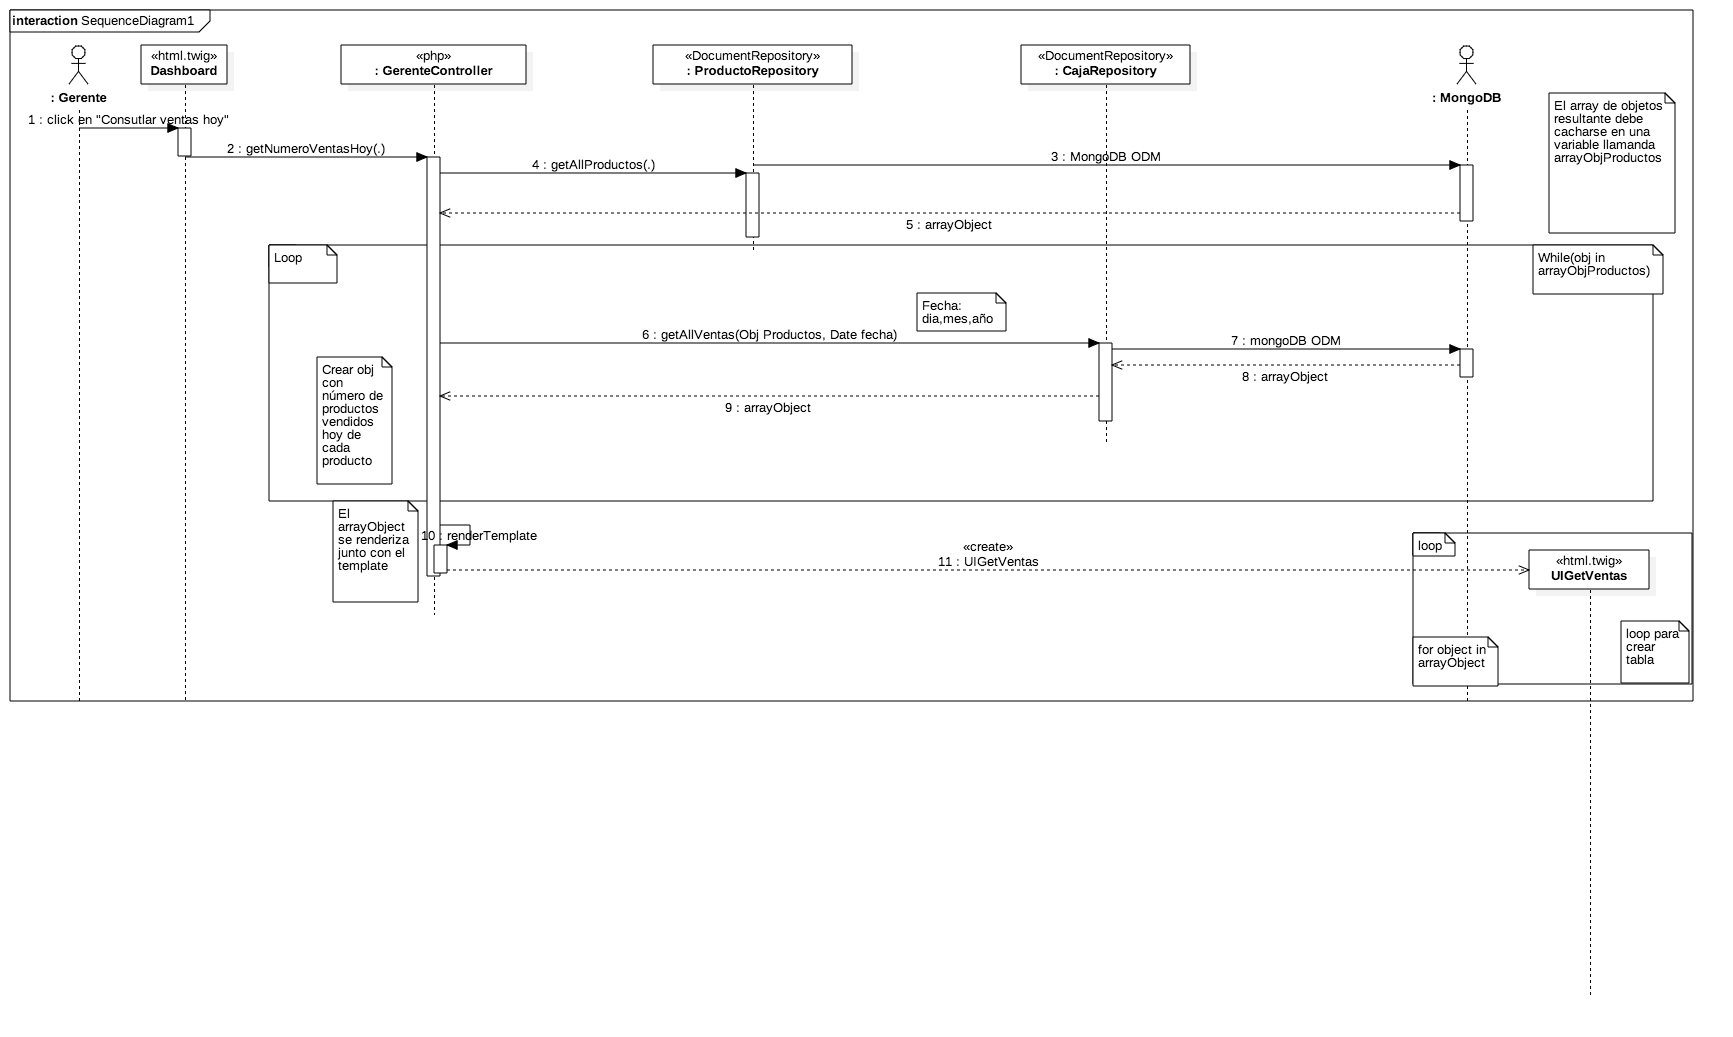 interaction SequenceDiagram1
«html.twig»
Dashboard
«php»
: GerenteController
«DocumentRepository»
: ProductoRepository
«DocumentRepository»
: CajaRepository
: Gerente
: MongoDB
El array de objetos
resultante debe
cacharse en una
variable llamanda
arrayObjProductos
1 : click en "Consutlar ventas hoy"
2 : getNumeroVentasHoy(.)
3 : MongoDB ODM
4 : getAllProductos(.)
5 : arrayObject
Loop
While(obj in
arrayObjProductos)
Fecha:
dia,mes,año
6 : getAllVentas(Obj Productos, Date fecha)
7 : mongoDB ODM
8 : arrayObject
9 : arrayObject
Crear obj
con
número de
productos
vendidos
hoy de
cada
producto
El
arrayObject
se renderiza
junto con el
template
10 : renderTemplate
«create»
11 : UIGetVentas
loop
«html.twig»
UIGetVentas
for object in
arrayObject
loop para
crear
tabla